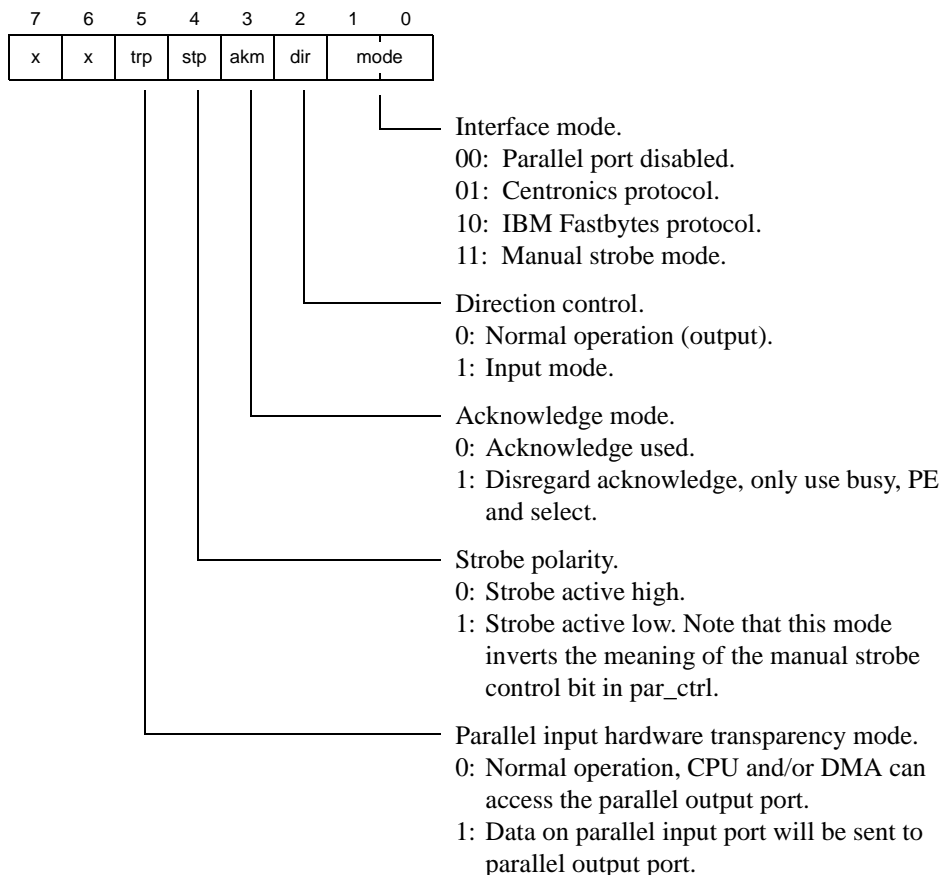 7 6 5 4 3 2 1 0
x x trp stp akm dir mode
Interface mode.
00: Parallel port disabled.
01: Centronics protocol.
10: IBM Fastbytes protocol.
11: Manual strobe mode.
Direction control.
0: Normal operation (output).
1: Input mode.
Acknowledge mode.
0: Acknowledge used.
1: Disregard acknowledge, only use busy, PE
and select.
Strobe polarity.
0: Strobe active high.
1: Strobe active low. Note that this mode
inverts the meaning of the manual strobe
control bit in par_ctrl.
Parallel input hardware transparency mode.
0: Normal operation, CPU and/or DMA can
access the parallel output port.
1: Data on parallel input port will be sent to
parallel output port.